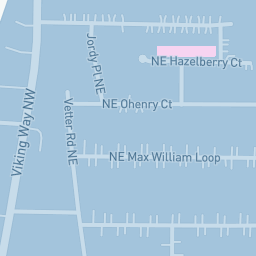 Jordy Pl NE
NE Hazelberry Ct
NE Ohenry Ct
Vetter Rd NE
Viking Way NW
NE Max William Loop